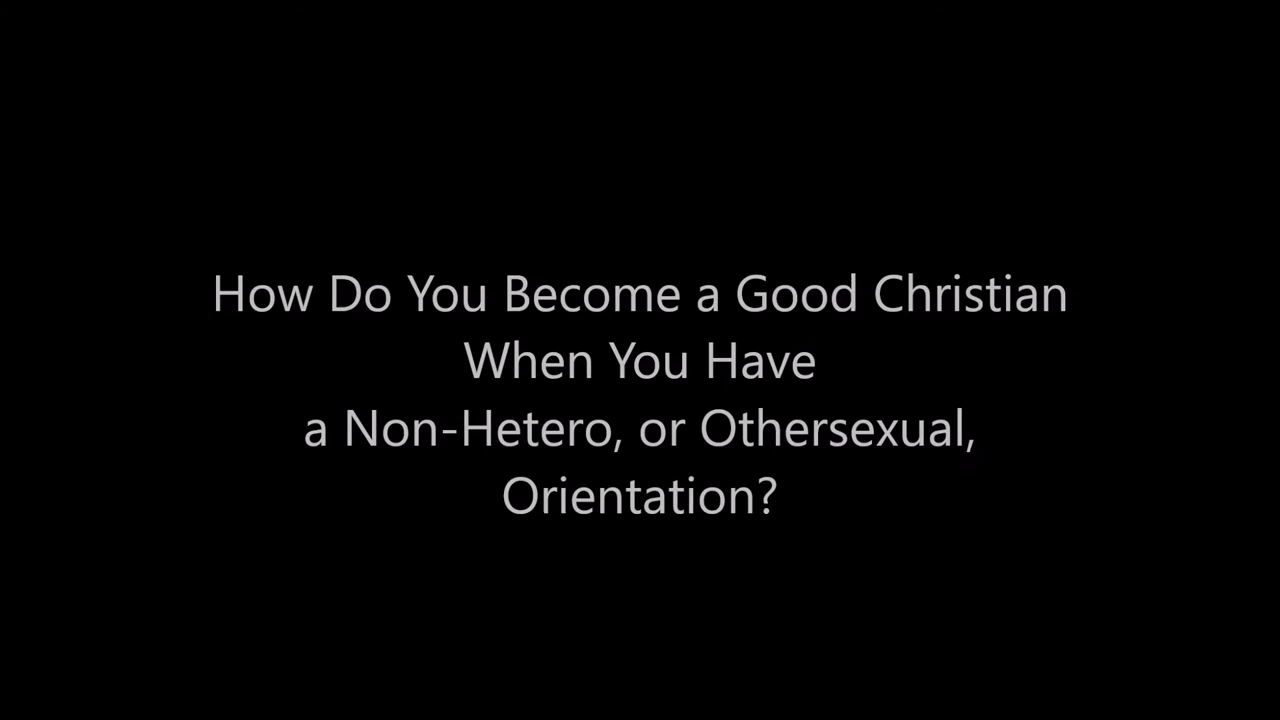 How Do You Become a Good Christian
When You Have
a Non-Hetero, or Othersexual,
Orientation?